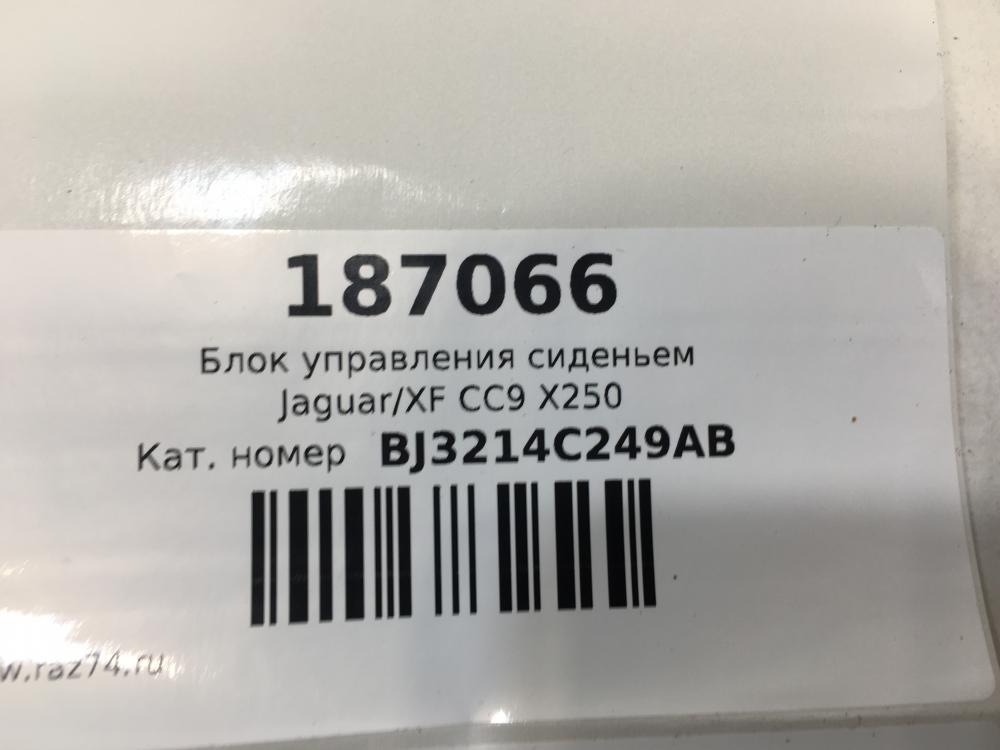 187066
Блок управления сиденьем
Jaguar/XF CC9 X250
Кат. номер BJ3214C249AB
w.raz74.ru